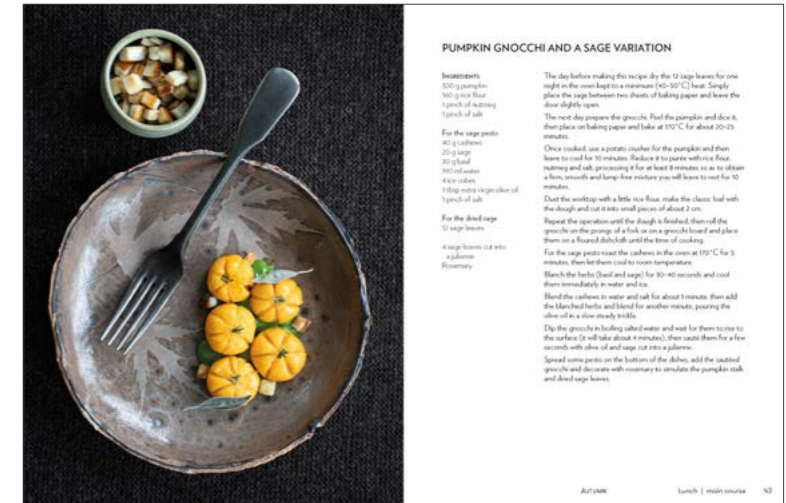 PUMPKIN GNOCCHI AND A SAGE VARIATION
INGREDIENTS
300 g pumpkin
160 g rice flour
1 pinch of nutmeg
1 pinch of salt
For the sage pesto
40 g cashews
20 g sage
30 g basil
190 ml water
4 ice cubes
1 tbsp extra virgin olive oil
1 pinch of salt
For the dried sage
12 sage leaves
4 sage leaves cut into
a julienne
Rosemary
The day before making this recipe dry the 12 sage leaves for one
night in the oven kept to a minimum (40–50°C) heat. Simply
place the sage between two sheets of baking paper and leave the
door slightly open.
The next day prepare the gnocchi. Peel the pumpkin and dice it,
then place on baking paper and bake at 170°C for about 20–25
minutes.
Once cooked, use a potato crusher for the pumpkin and then
leave to cool for 10 minutes. Reduce it to purée with rice flour,
nutmeg and salt, processing it for at least 8 minutes so as to obtain
a firm, smooth and lump-free mixture you will leave to rest for 10
minutes.
Dust the worktop with a little rice flour, make the classic loaf with
the dough and cut it into small pieces of about 2 cm.
Repeat the operation until the dough is finished, then roll the
gnocchi on the prongs of a fork or on a gnocchi board and place
them on a floured dishcloth until the time of cooking.
For the sage pesto roast the cashews in the oven at 170°C for 5
minutes, then let them cool to room temperature.
Blanch the herbs (basil and sage) for 30–40 seconds and cool
them immediately in water and ice.
Blend the cashews in water and salt for about 1 minute, then add
the blanched herbs and blend for another minute, pouring the
olive oil in a slow steady trickle.
Dip the gnocchi in boiling salted water and wait for them to rise to
the surface (it will take about 4 minutes), then sauté them for a few
seconds with olive oil and sage cut into a julienne.
Spread some pesto on the bottom of the dishes, add the sautéed
gnocchi and decorate with rosemary to simulate the pumpkin stalk
and dried sage leaves.
AUTUMN
Lunch | main course 43